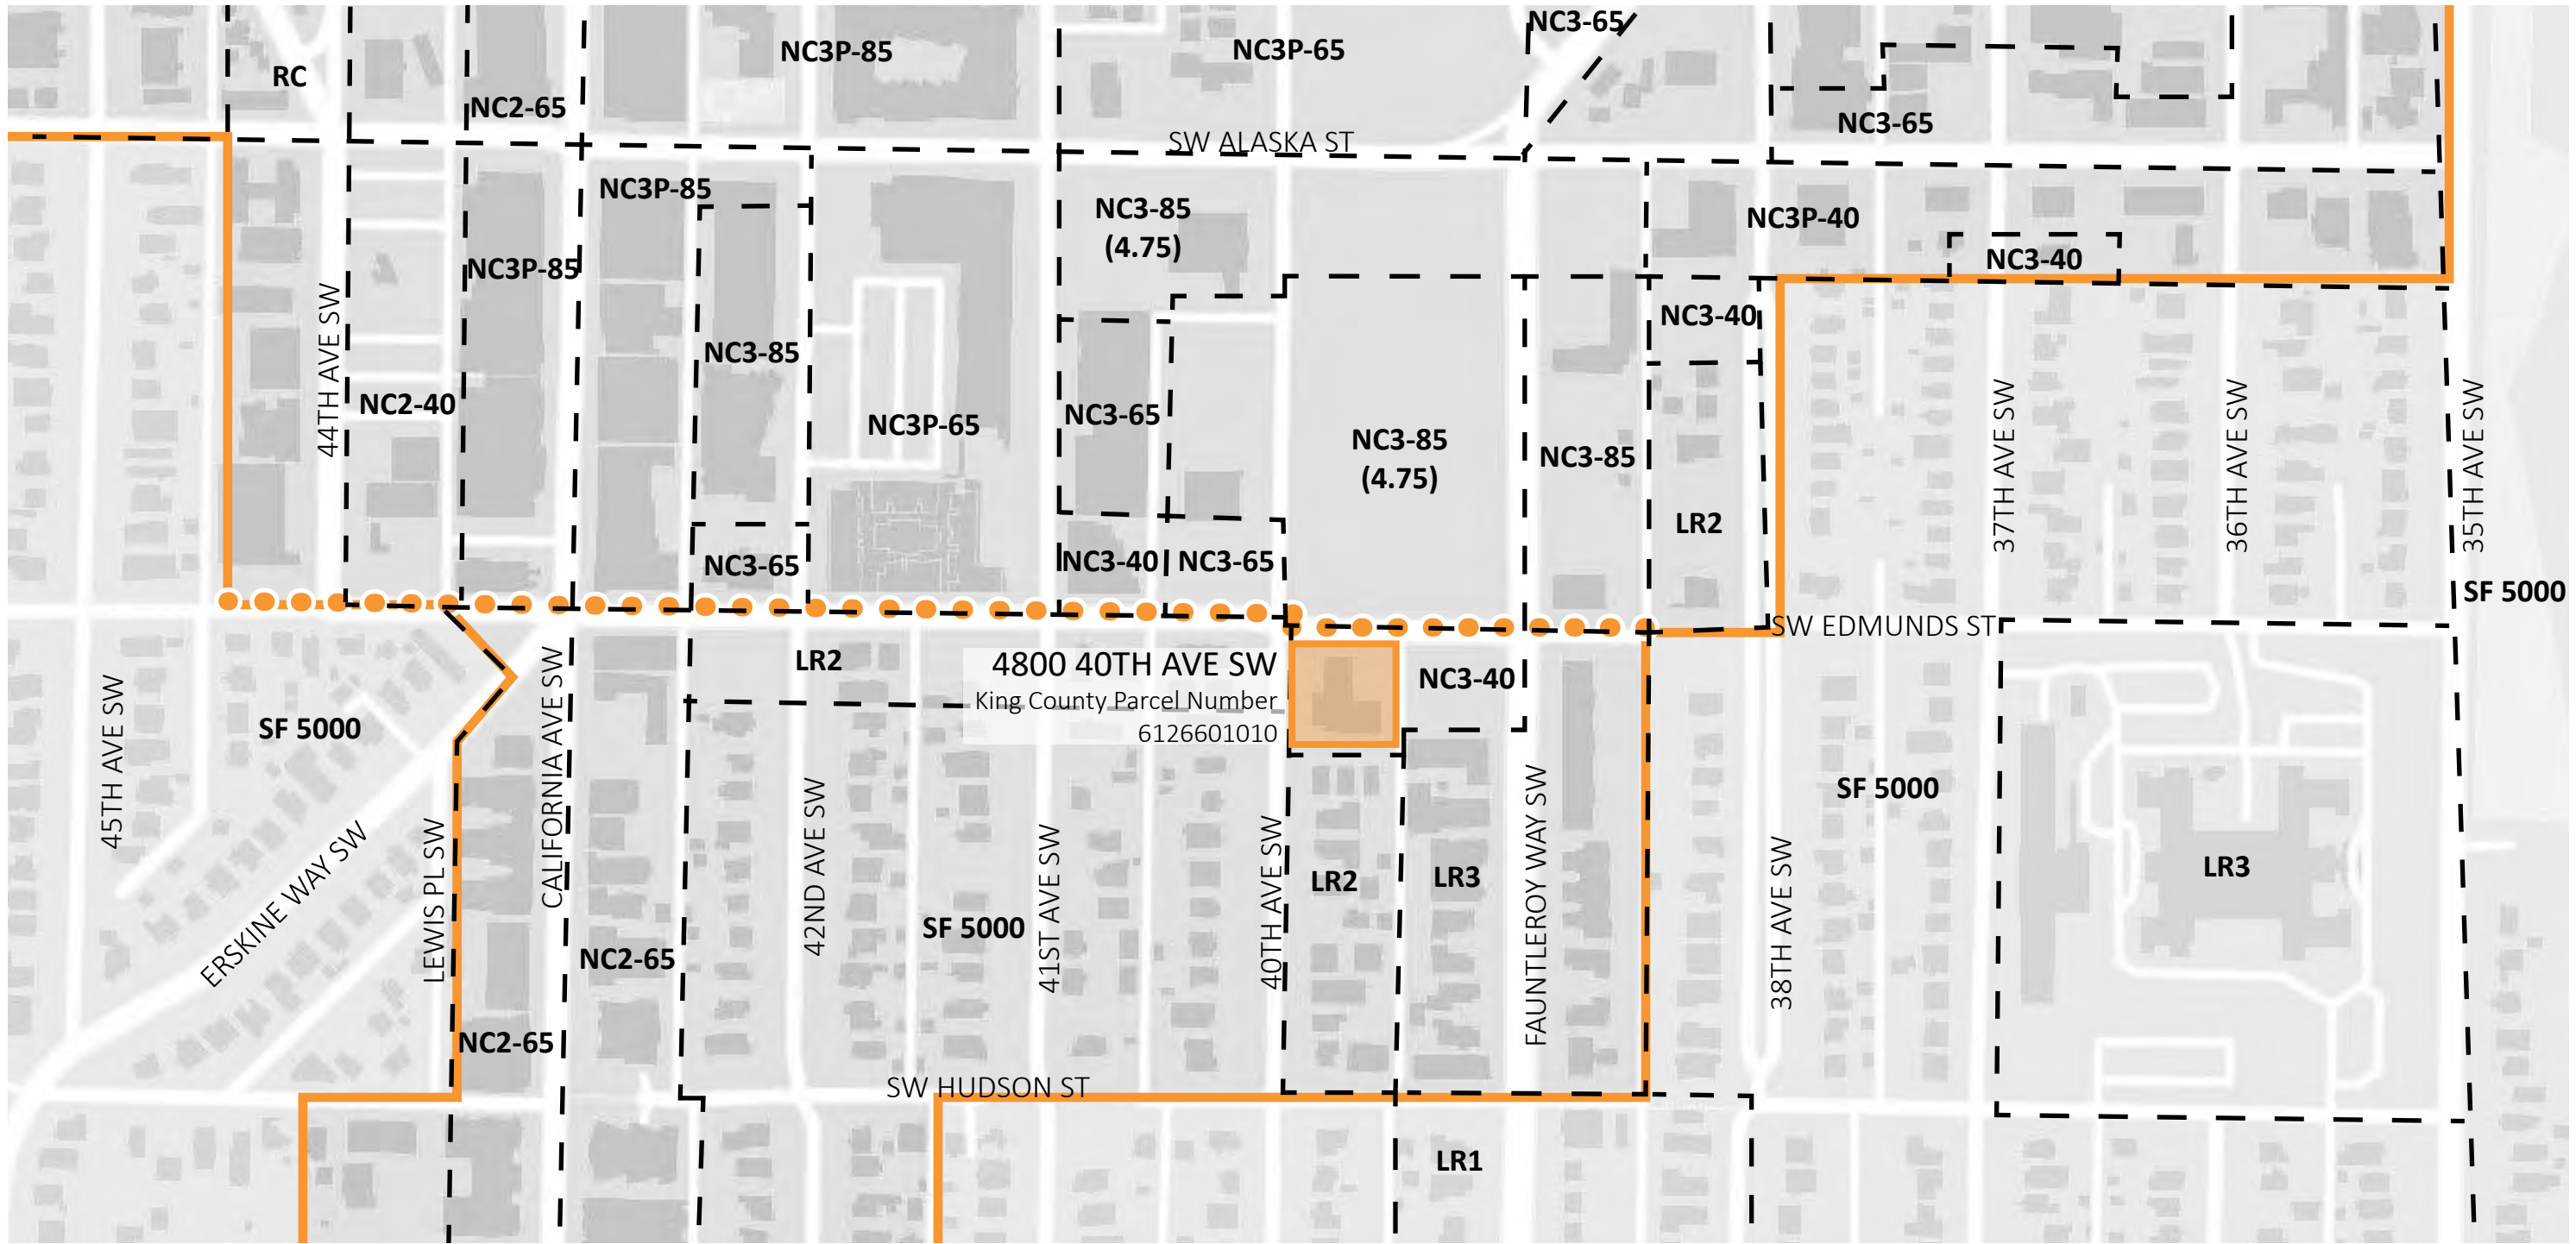 NC3-65
NC3P-85
NC3P-65
RC
NC2-65
NC3-65
SW ALASKA ST
NC3P-85
NC3-85
(4.75)
NC3P-40
NC3P-85
NC3-40
44TH AVE SW
NC3-40
NC3-85
NC2-40
NC3-65
NC3P-65
NC3-85
(4.75)
NC3-85
37TH AVE SW
36TH AVE SW
35TH AVE SW
LR2
NC3-65
NC3-40
NC3-65
SF 5000
SW EDMUNDS ST
LR2
4800 40TH AVE SW
King County Parcel Number
6126601010
NC3-40
SF 5000
45TH AVE SW
CALIFORNIA AVE SW
SF 5000
ERSKINE WAY SW
LEWIS PL SW
42ND AVE SW
41ST AVE SW
40TH AVE SW
LR2
LR3
FAUNTLEROY WAY SW
38TH AVE SW
LR3
SF 5000
NC2-65
NC2-65
SW HUDSON ST
LR1